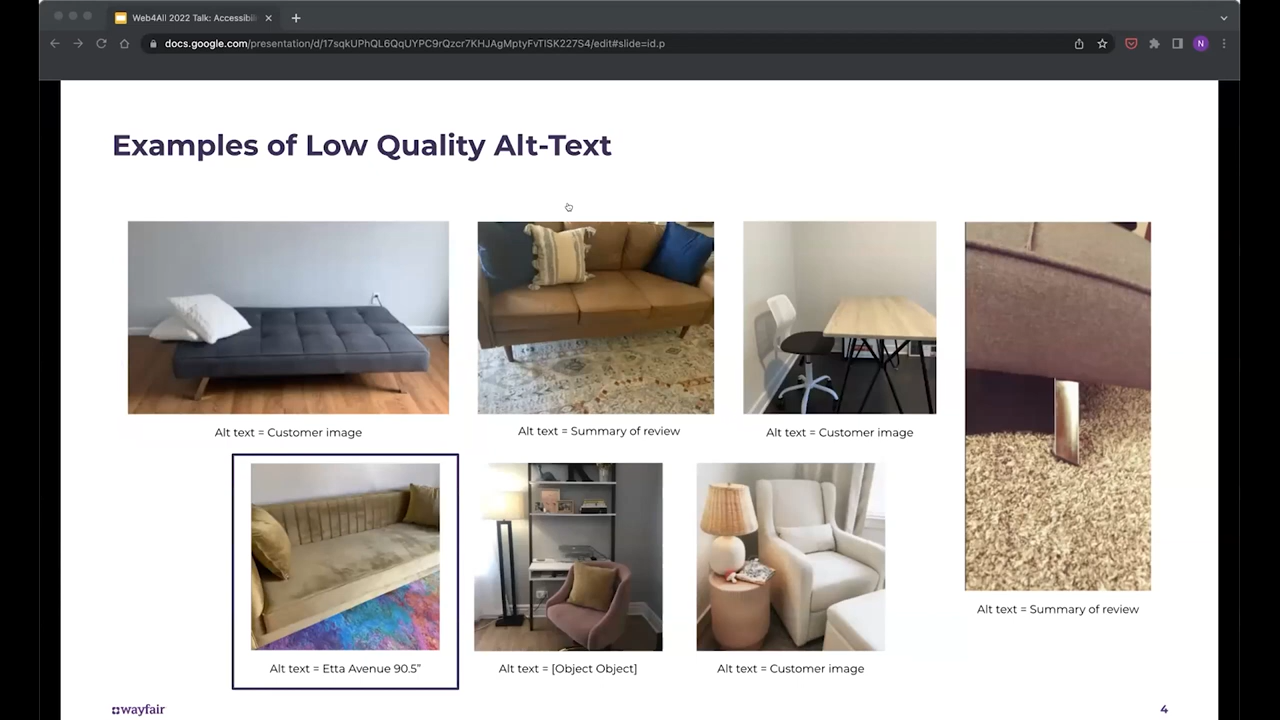 Web4All 2022 Talk: Accessibili
docs.google.com/presentation/d/17sqkUPhQL6QqUYPC9rQzcr7KHJAgMptyFvTlSK227S4/edit#slide=id.p
N
Examples of Low Quality Alt-Text
Alt text = Customer image
Alt text = Summary of review
Alt text = Customer image
Alt text = Summary of review
Alt text = Etta Avenue 90.5”
Alt text = [Object Object]
Alt text = Customer image
wayfair
4